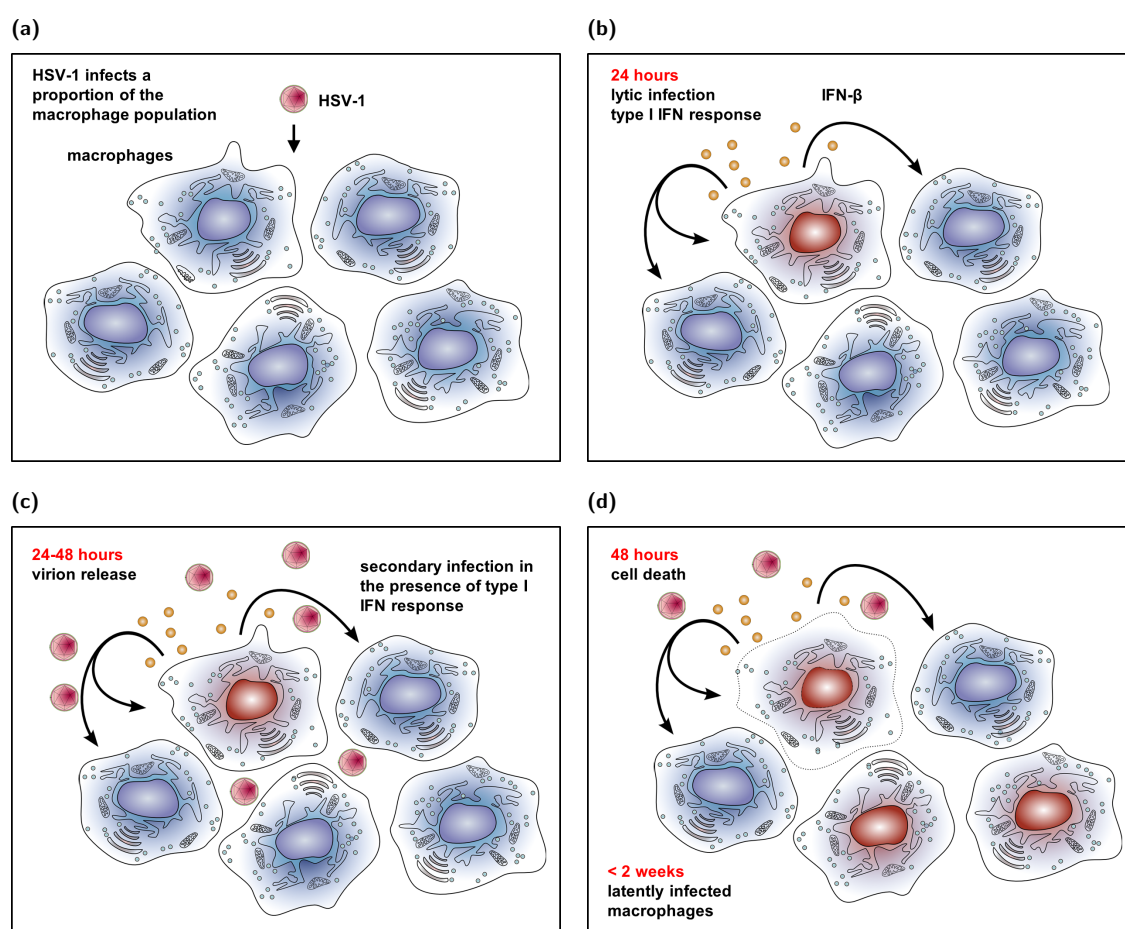 (a)
HSV-1 infects a
proportion of the
macrophage population
HSV-1
macrophages
(b)
24 hours
lytic infection
type I IFN response
IFN-β
(c)
24-48 hours
virion release
secondary infection in
the presence of type I
IFN response
(d)
48 hours
cell death
< 2 weeks
latently infected
macrophages